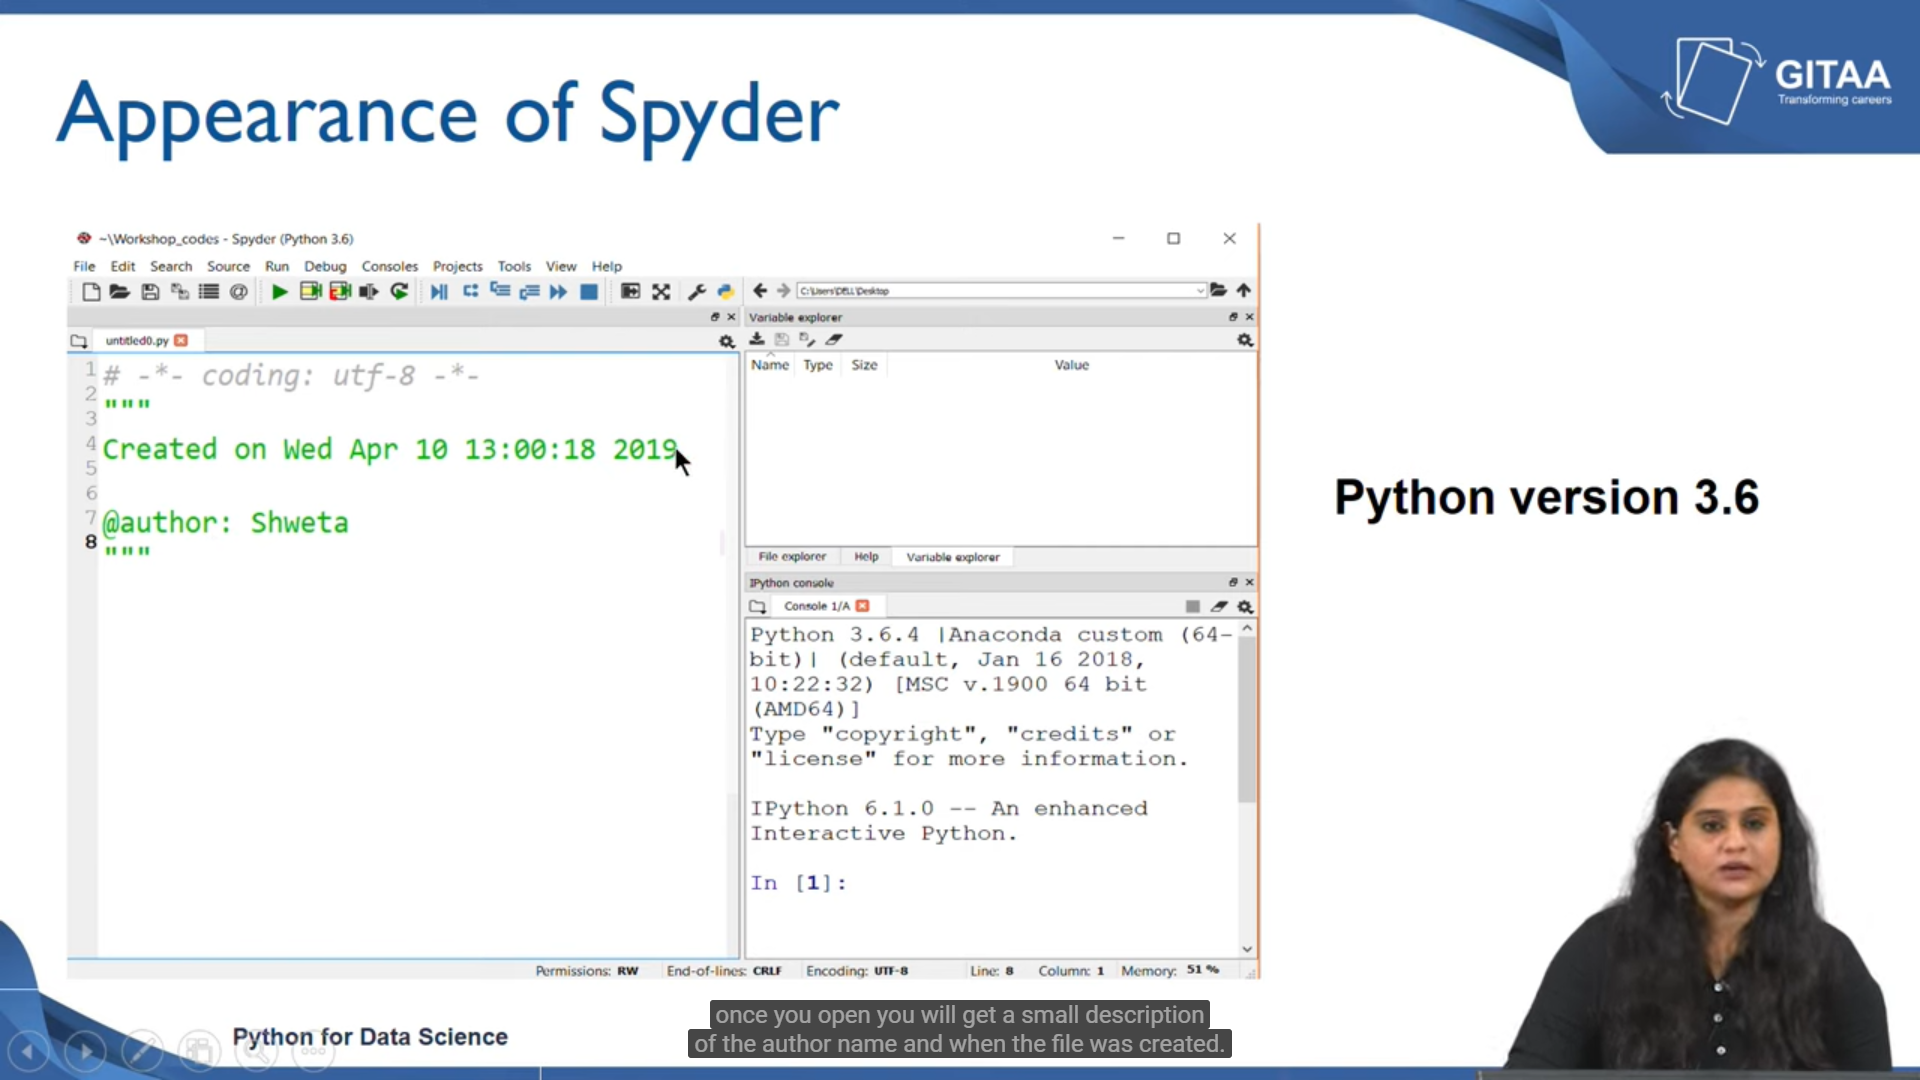 GITAA
Transforming careers
Appearance of Spyder
~\Workshop_codes - Spyder (Python 3.6)
File Edit Search Source Run Debug Consoles Projects Tools View Help
C:\Users\DELL\Desktop
Variable explorer
untitled0.py
Name Type Size Value
1 # -*- coding: utf-8 -*-
2 """
3
4 Created on Wed Apr 10 13:00:18 2019
5
6
7 @author: Shweta
8 """
File explorer Help Variable explorer
IPython console
Console 1/A
Python 3.6.4 |Anaconda custom (64-
bit)| (default, Jan 16 2018,
10:22:32) [MSC v.1900 64 bit
(AMD64)]
Type "copyright", "credits" or
"license" for more information.
IPython 6.1.0 -- An enhanced
Interactive Python.
In [1]:
Permissions: RW End-of-lines: CRLF Encoding: UTF-8 Line: 8 Column: 1 Memory: 51 %
Python version 3.6
once you open you will get a small description
of the author name and when the file was created.
Python for Data Science